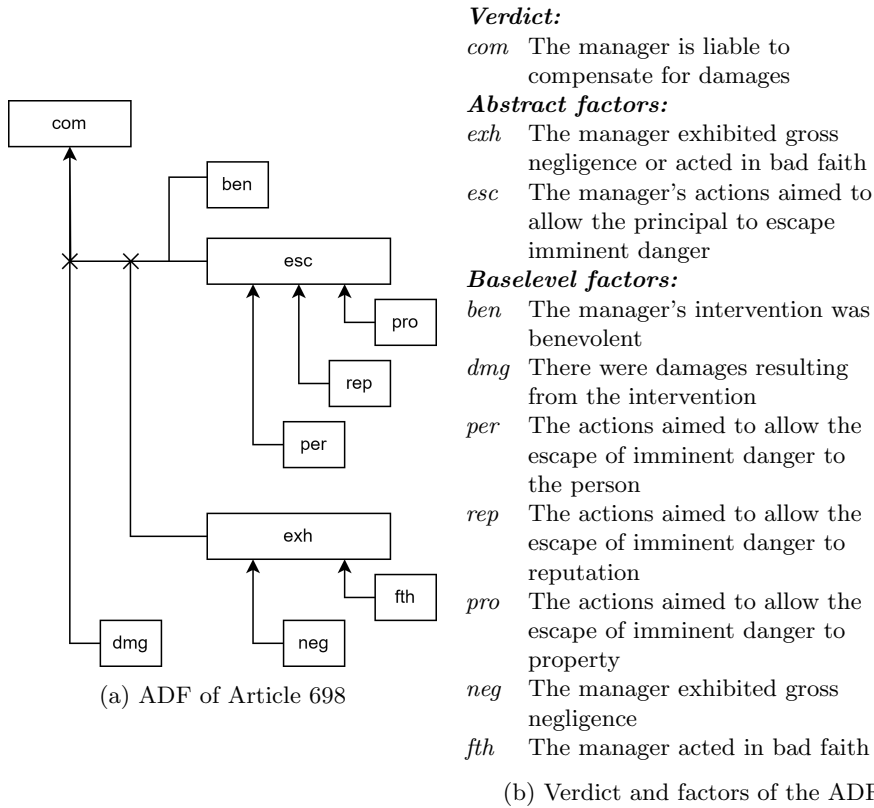 com
ben
esc
pro
rep
per
exh
fth
dmg
neg
(a) ADF of Article 698
Verdict:
com The manager is liable to
compensate for damages
Abstract factors:
exh The manager exhibited gross
negligence or acted in bad faith
esc The manager's actions aimed to
allow the principal to escape
imminent danger
Baselevel factors:
ben The manager's intervention was
benevolent
dmg There were damages resulting
from the intervention
per The actions aimed to allow the
escape of imminent danger to
the person
rep The actions aimed to allow the
escape of imminent danger to
reputation
pro The actions aimed to allow the
escape of imminent danger to
property
neg The manager exhibited gross
negligence
fth The manager acted in bad faith
(b) Verdict and factors of the